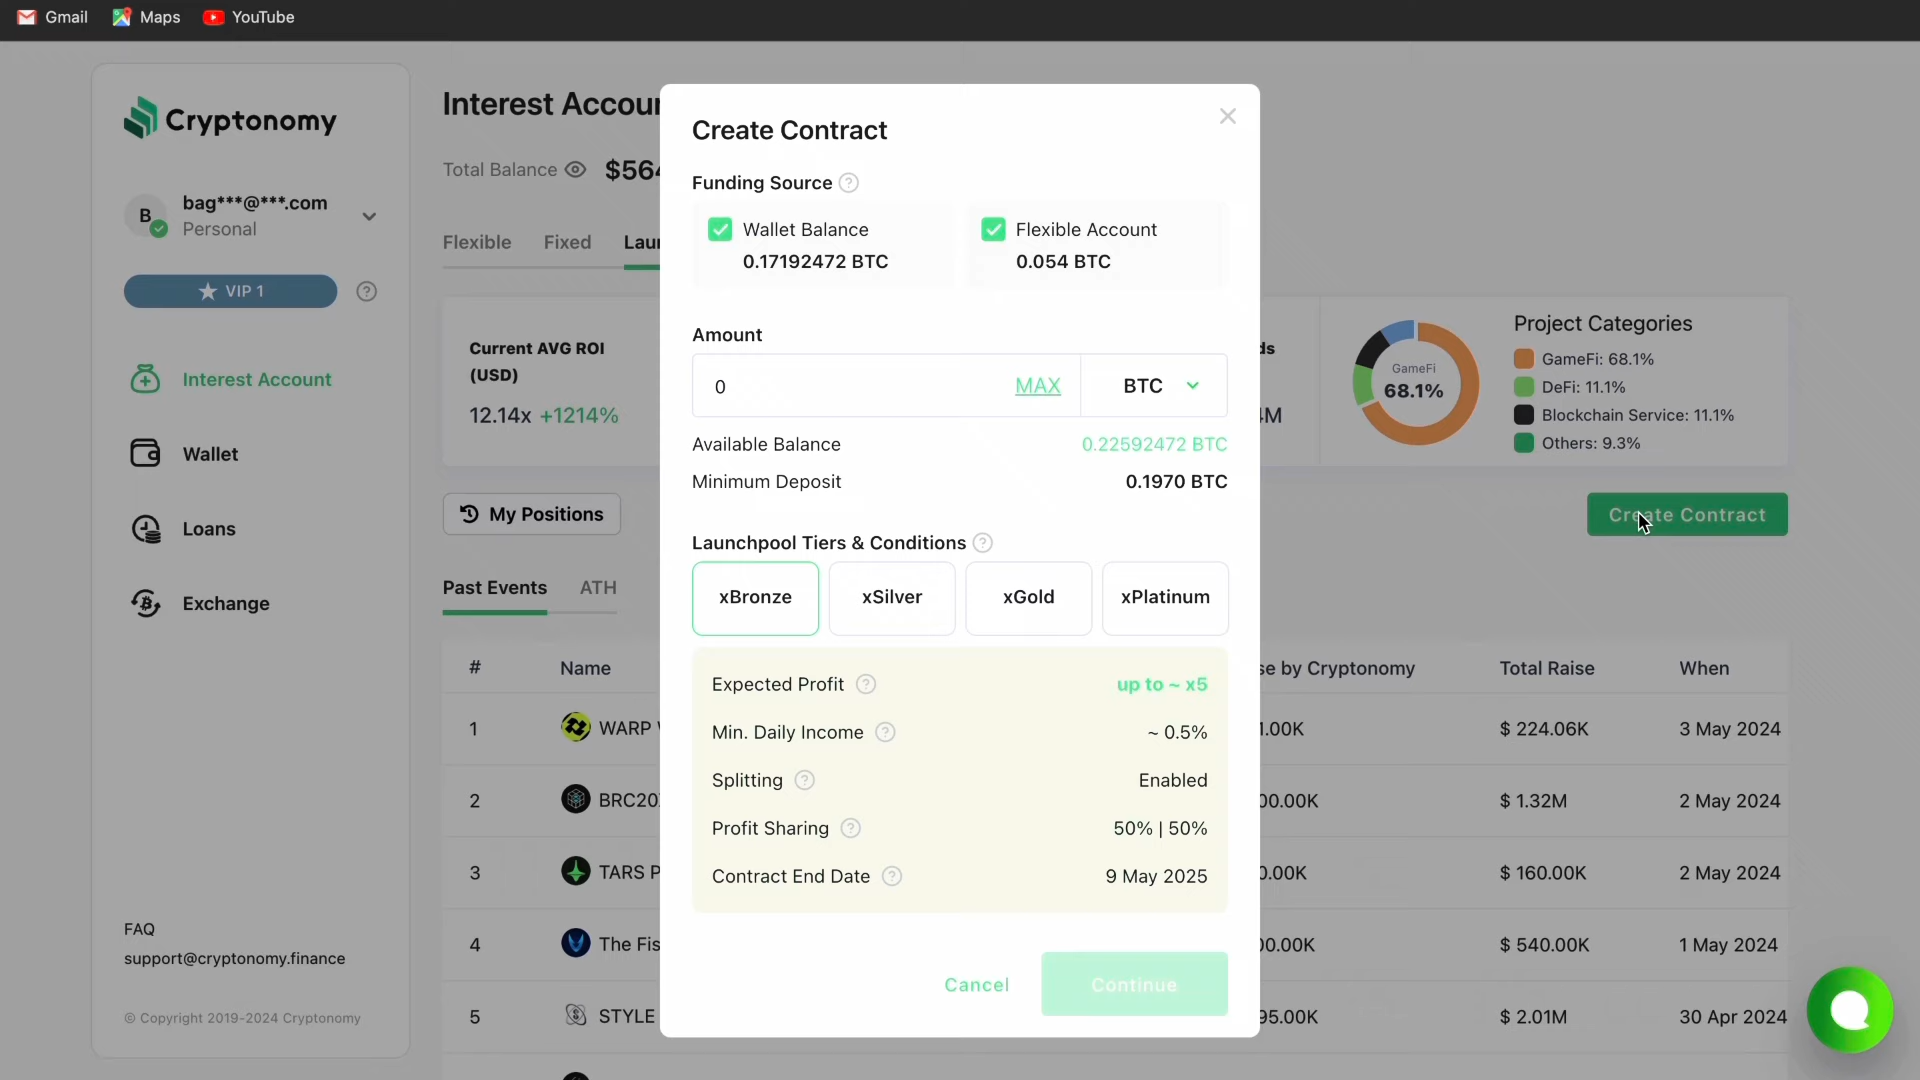 Gmail
Maps
YouTube
Cryptonomy
B
bag***@***.com
Personal
VIP 1
Interest Account
Wallet
Loans
Exchange
FAQ
support@cryptonomy.finance
© Copyright 2019-2024 Cryptonomy
Interest Accou
Total Balance
$564
Flexible
Fixed
Lau
Current AVG ROI
(USD)
12.14x +1214%
ds
M
GameFi
68.1%
Project Categories
GameFi: 68.1%
DeFi: 11.1%
Blockchain Service: 11.1%
Others: 9.3%
My Positions
Create Contract
Past Events
ATH
#
Name
se by Cryptonomy
Total Raise
When
1
WARP
1.00K
$ 224.06K
3 May 2024
2
BRC20
00.00K
$ 1.32M
2 May 2024
3
TARS P
0.00K
$ 160.00K
2 May 2024
4
The Fis
00.00K
$ 540.00K
1 May 2024
5
STYLE
95.00K
$ 2.01M
30 Apr 2024
Create Contract
Funding Source
Wallet Balance
0.17192472 BTC
Flexible Account
0.054 BTC
Amount
0
MAX
BTC
Available Balance
0.22592472 BTC
Minimum Deposit
0.1970 BTC
Launchpool Tiers & Conditions
xBronze
xSilver
xGold
xPlatinum
Expected Profit
up to ~ x5
Min. Daily Income
~ 0.5%
Splitting
Enabled
Profit Sharing
50% | 50%
Contract End Date
9 May 2025
Cancel
Continue